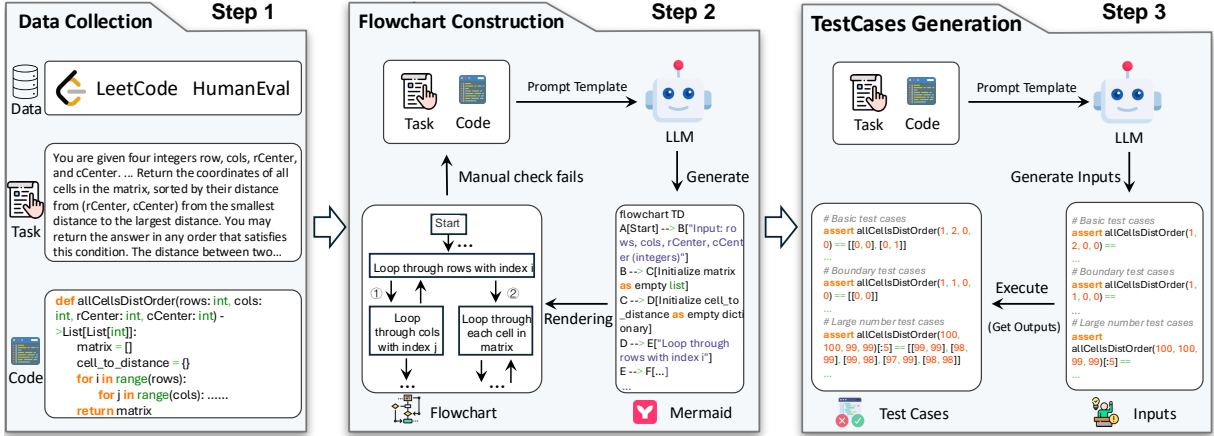 Data Collection
Step 1
Data
LeetCode HumanEval
Task
You are given four integers row, cols, rCenter,
and cCenter. ... Return the coordinates of all
cells in the matrix, sorted by their distance
from (rCenter, cCenter) from the smallest
distance to the largest distance. You may
return the answer in any order that satisfies
this condition. The distance between two...
Code
def allCellsDistOrder(rows: int, cols:
int, rCenter: int, cCenter: int) -
>List[List[int]]:
matrix = []
cell_to_distance = {}
for i in range(rows):
for j in range(cols): ......
return matrix
Flowchart Construction
Step 2
Task
Code
Prompt Template
LLM
Manual check fails
Generate
Start
...
Loop through rows with index i
①
②
Loop
through cols
with index j
Loop through
each cell in
matrix
...
...
Flowchart
Rendering
flowchart TD
A[Start] --> B["Input: ro
ws, cols, rCenter, cCent
er (integers)"]
B --> C[Initialize matrix
as empty list]
C --> D[Initialize cell_to
_distance as empty dicti
onary]
D --> E["Loop through
rows with index i"]
E --> F[...]
...
Mermaid
TestCases Generation
Step 3
Task
Code
Prompt Template
LLM
Generate Inputs
# Basic test cases
assert allCellsDistOrder(1, 2, 0,
0) == [[0, 0], [0, 1]]
...
# Boundary test cases
assert allCellsDistOrder(1, 1, 0,
0) == [[0, 0]]
...
# Large number test cases
assert allCellsDistOrder(100,
100, 99, 99)[:5] == [[99, 99], [98,
99], [99, 98], [97, 99], [98, 98]]
...
Test Cases
Execute
(Get Outputs)
# Basic test cases
assert allCellsDistOrder(1,
2, 0, 0) ==
...
# Boundary test cases
assert allCellsDistOrder(1,
1, 0, 0) ==
...
# Large number test cases
assert
allCellsDistOrder(100, 100,
99, 99)[:5] ==
...
Inputs